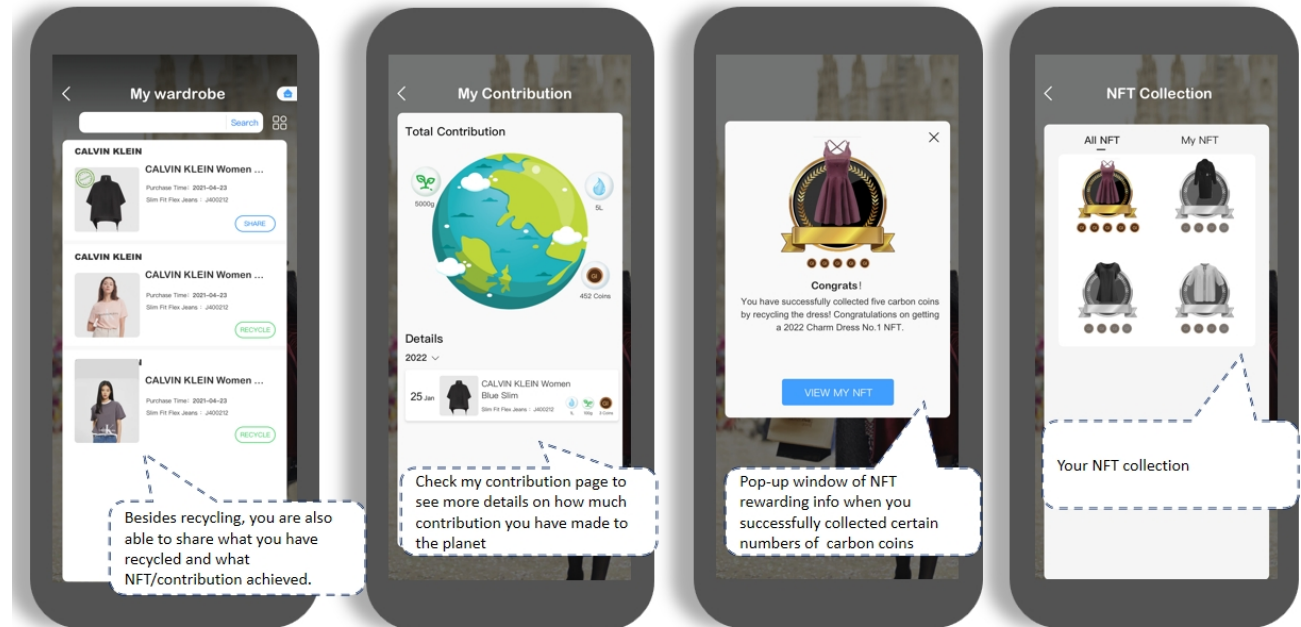 My wardrobe
Search
CALVIN KLEIN
CALVIN KLEIN Women ...
Purchase Time: 2021-04-23
Slim Fit Flex Jeans : J400212
SHARE
CALVIN KLEIN
CALVIN KLEIN Women ...
Purchase Time: 2021-04-23
Slim Fit Flex Jeans : J400212
RECYCLE
CALVIN KLEIN Women ...
Purchase Time: 2021-04-23
Slim Fit Flex Jeans : J400212
RECYCLE
Besides recycling, you are also
able to share what you have
recycled and what
NFT/contribution achieved.
My Contribution
Total Contribution
5000g
5L
452 Coins
Details
2022
25 Jan
CALVIN KLEIN Women
Blue Slim
Slim Fit Flex Jeans : J400212
Check my contribution page to
see more details on how much
contribution you have made to
the planet
Congrats!
You have successfully collected five carbon coins
by recycling the dress! Congratulations on getting
a 2022 Charm Dress No.1 NFT.
VIEW MY NFT
Pop-up window of NFT
rewarding info when you
successfully collected certain
numbers of carbon coins
NFT Collection
All NFT
My NFT
Your NFT collection